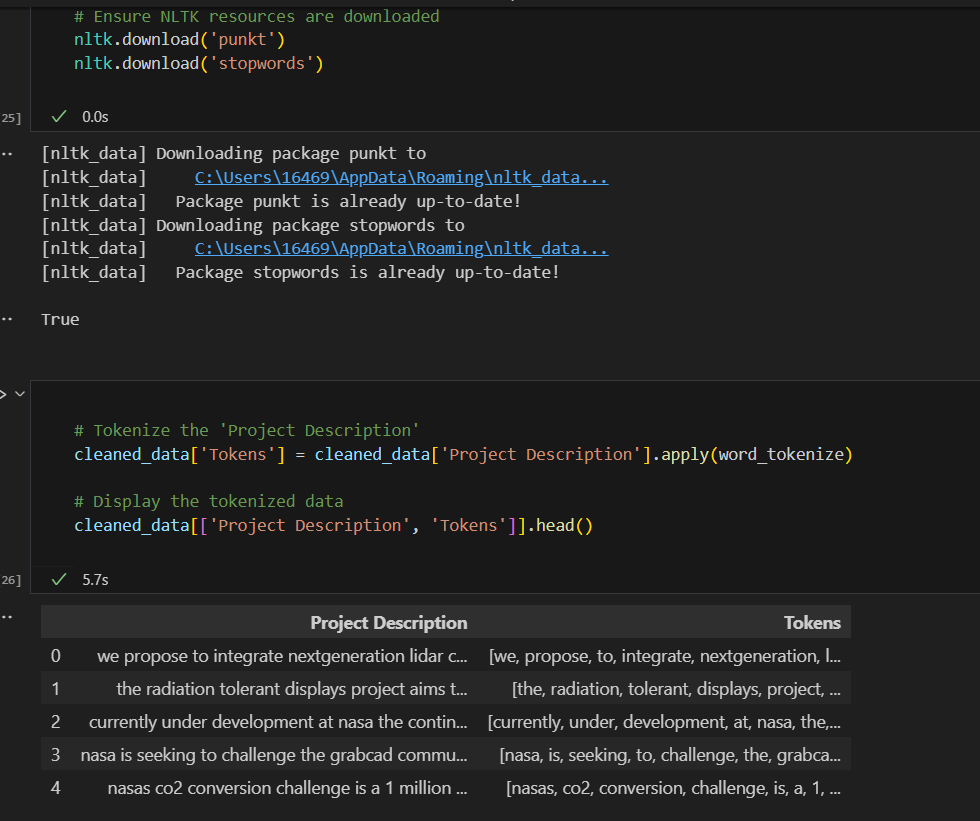 # Ensure NLTK resources are downloaded
nltk.download('punkt')
nltk.download('stopwords')
25]
0.0s
[nltk_data] Downloading package punkt to
[nltk_data]     C:\Users\16469\AppData\Roaming\nltk_data...
[nltk_data]   Package punkt is already up-to-date!
[nltk_data] Downloading package stopwords to
[nltk_data]     C:\Users\16469\AppData\Roaming\nltk_data...
[nltk_data]   Package stopwords is already up-to-date!
True
# Tokenize the 'Project Description'
cleaned_data['Tokens'] = cleaned_data['Project Description'].apply(word_tokenize)
# Display the tokenized data
cleaned_data[['Project Description', 'Tokens']].head()
26]
5.7s
Project Description Tokens
0 we propose to integrate nextgeneration lidar c... [we, propose, to, integrate, nextgeneration, l...
1 the radiation tolerant displays project aims t... [the, radiation, tolerant, displays, project, ...
2 currently under development at nasa the contin... [currently, under, development, at, nasa, the,...
3 nasa is seeking to challenge the grabcad commu... [nasa, is, seeking, to, challenge, the, grabca...
4 nasas co2 conversion challenge is a 1 million ... [nasas, co2, conversion, challenge, is, a, 1, ...